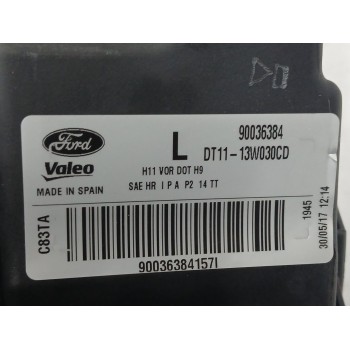 Ford
Valeo
MADE IN SPAIN
L
90036384
DT11-13W030CD
H11 VOR DOT H9
SAE HR I P A P2 14 TT
C83TA
1945
30/05/17 12:14
90036384157I